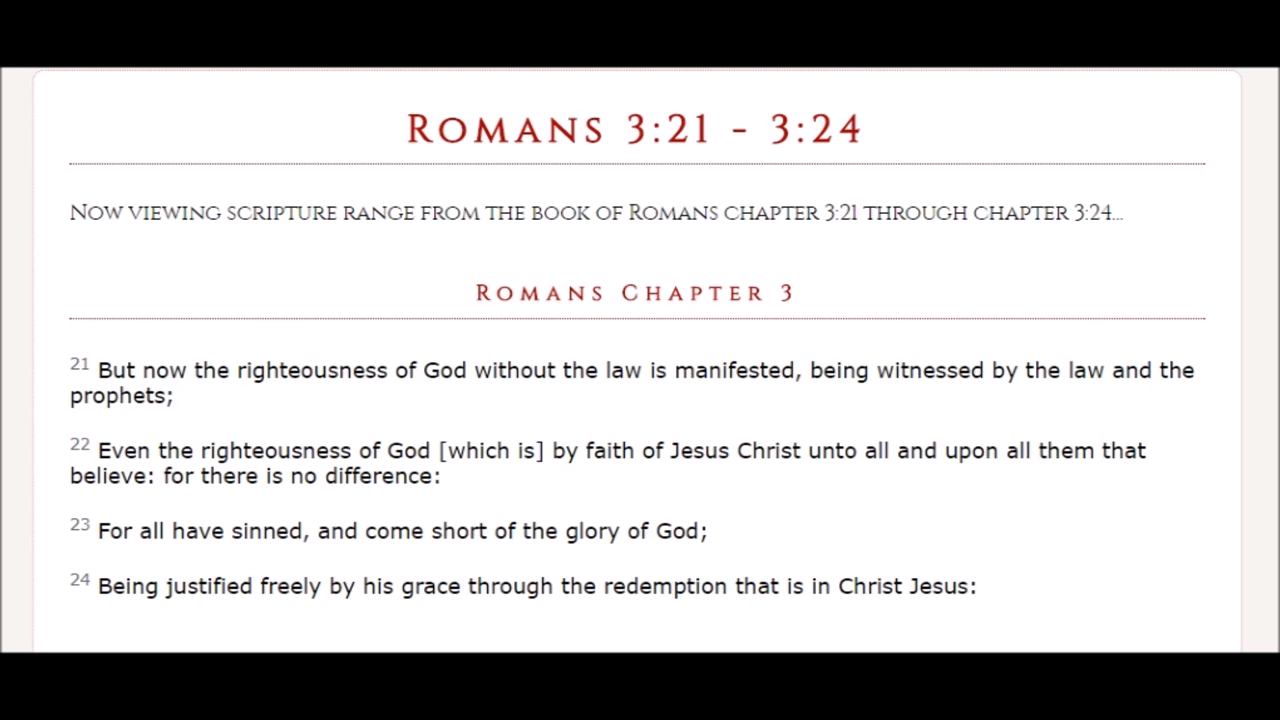 Romans 3:21 - 3:24
Now viewing scripture range from the book of Romans chapter 3:21 through chapter 3:24...
Romans Chapter 3
21 But now the righteousness of God without the law is manifested, being witnessed by the law and the
prophets;
22 Even the righteousness of God [which is] by faith of Jesus Christ unto all and upon all them that
believe: for there is no difference:
23 For all have sinned, and come short of the glory of God;
24 Being justified freely by his grace through the redemption that is in Christ Jesus: